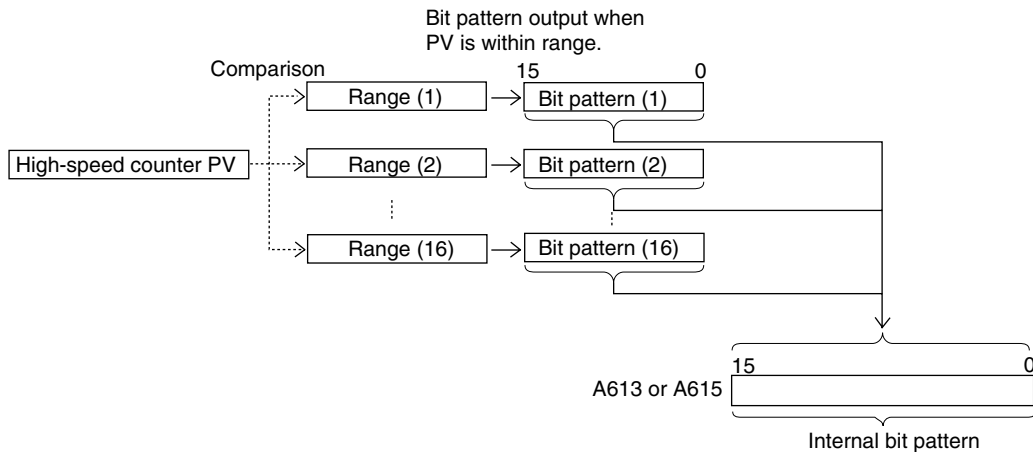 Bit pattern output when
PV is within range.
Comparison
15 0
Range (1)
Bit pattern (1)
High-speed counter PV
Range (2)
Bit pattern (2)
Range (16)
Bit pattern (16)
15 0
A613 or A615
Internal bit pattern